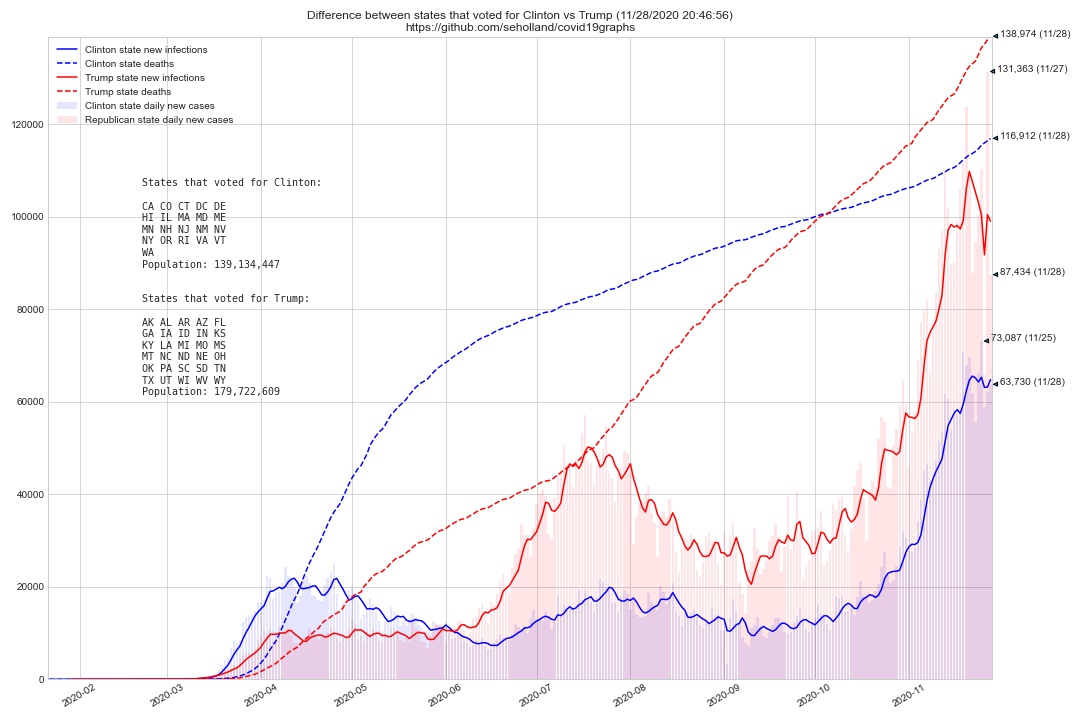 Difference between states that voted for Clinton vs Trump (11/28/2020 20:46:56)
https://github.com/seholland/covid19graphs
Clinton state new infections
Clinton state deaths
Trump state new infections
Trump state deaths
Clinton state daily new cases
Republican state daily new cases
States that voted for Clinton:
CA CO CT DC DE
HI IL MA MD ME
MN NH NJ NM NV
NY OR RI VA VT
WA
Population: 139,134,447
States that voted for Trump:
AK AL AR AZ FL
GA IA ID IN KS
KY LA MI MO MS
MT NC ND NE OH
OK PA SC SD TN
TX UT WI WV WY
Population: 179,722,609
138,974 (11/28)
131,363 (11/27)
116,912 (11/28)
87,434 (11/28)
73,087 (11/25)
63,730 (11/28)
120000
100000
80000
60000
40000
20000
0
2020-02
2020-03
2020-04
2020-05
2020-06
2020-07
2020-08
2020-09
2020-10
2020-11